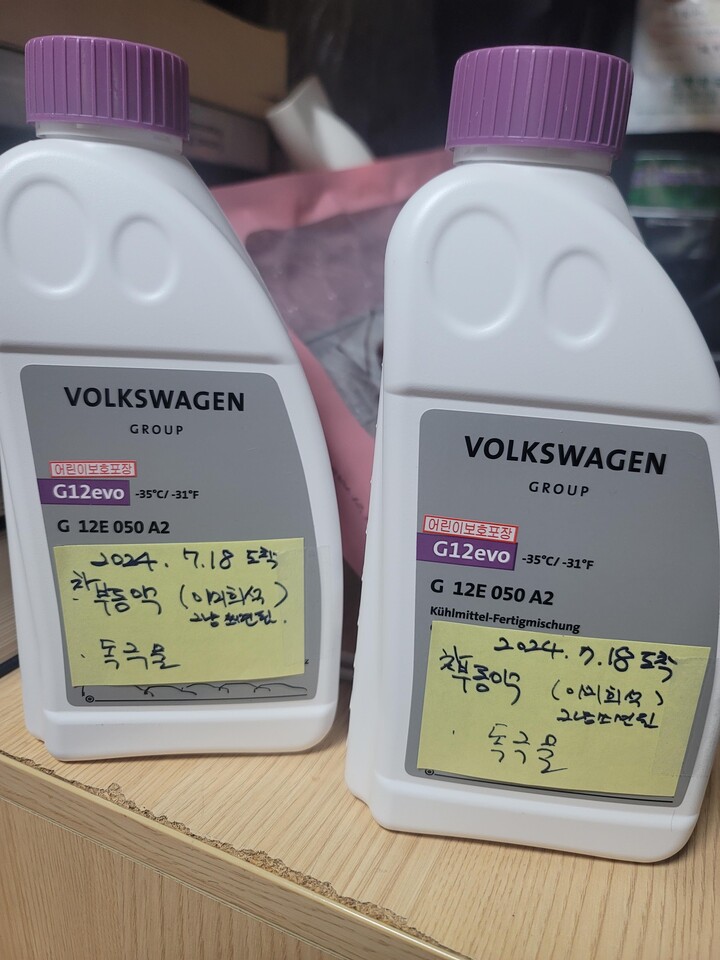 VOLKSWAGEN
GROUP
어린이보호포장
G12evo -35°C/ -31°F
G 12E 050 A2
2024. 7.18 도착
차 부동액 (이미희석)
그냥 쓰면됨.
. 독극물
VOLKSWAGEN
GROUP
어린이보호포장
G12evo -35°C/ -31°F
G 12E 050 A2
Kühlmittel-Fertigmischung
2024. 7.18 도착
차부동액 (이미희석)
그냥쓰면된
. 독극물